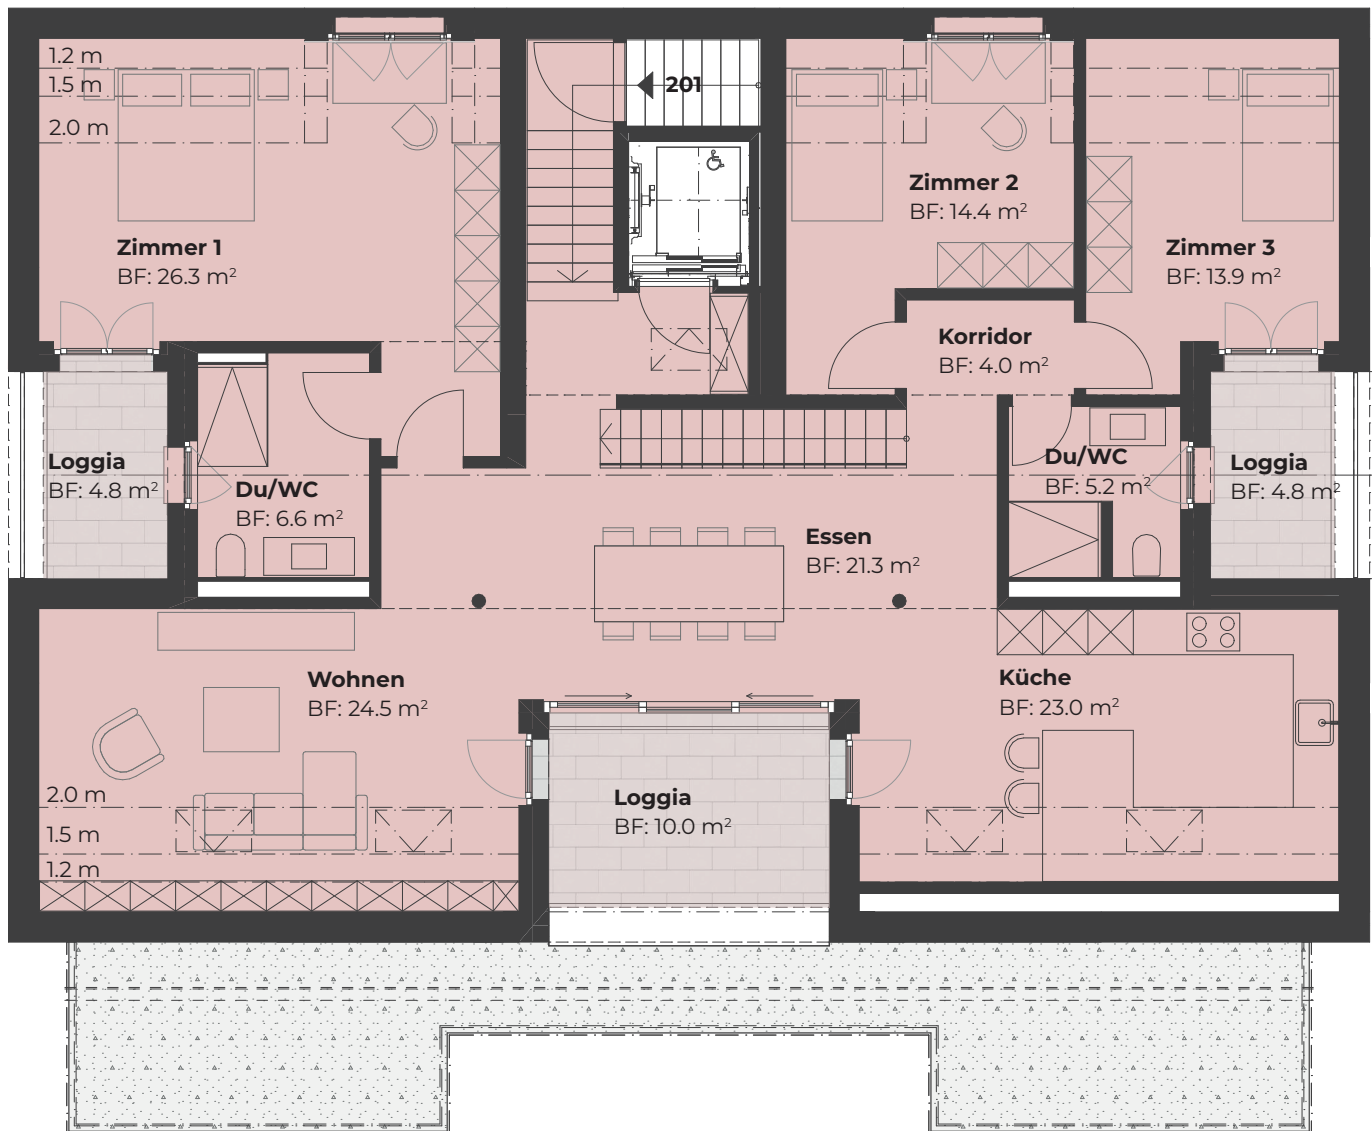 1.2 m
1.5 m
2.0 m
201
Zimmer 1
BF: 26.3 m²
Zimmer 2
BF: 14.4 m²
Zimmer 3
BF: 13.9 m²
Korridor
BF: 4.0 m²
Loggia
BF: 4.8 m²
Du/WC
BF: 6.6 m²
Essen
BF: 21.3 m²
Du/WC
BF: 5.2 m²
Loggia
BF: 4.8 m²
Wohnen
BF: 24.5 m²
Küche
BF: 23.0 m²
Loggia
BF: 10.0 m²
2.0 m
1.5 m
1.2 m